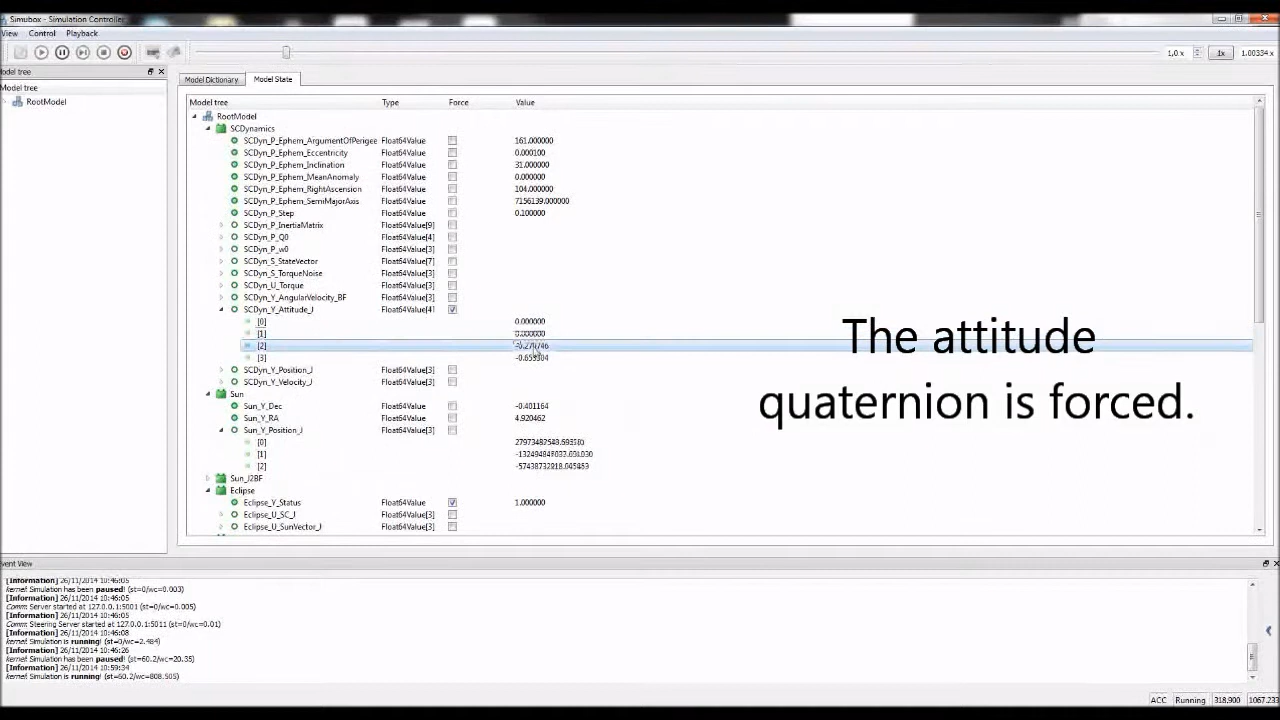 Simubox - Simulation Controller
View Control Playback
1,0 x 1x 1.00334 x
Model Dictionary Model State
Model tree
RootModel
Model tree Type Force Value
RootModel
SCDynamics
SCDyn_P_Ephem_ArgumentOfPerigee Float64Value 161.000000
SCDyn_P_Ephem_Eccentricity Float64Value 0.000100
SCDyn_P_Ephem_Inclination Float64Value 31.000000
SCDyn_P_Ephem_MeanAnomaly Float64Value 0.000000
SCDyn_P_Ephem_RightAscension Float64Value 104.000000
SCDyn_P_Ephem_SemiMajorAxis Float64Value 7156139.000000
SCDyn_P_Step Float64Value 0.100000
SCDyn_P_InertiaMatrix Float64Value[9]
SCDyn_P_Q0 Float64Value[4]
SCDyn_P_w0 Float64Value[3]
SCDyn_S_StateVector Float64Value[7]
SCDyn_S_TorqueNoise Float64Value[3]
SCDyn_U_Torque Float64Value[3]
SCDyn_Y_AngularVelocity_BF Float64Value[3]
SCDyn_Y_Attitude_J Float64Value[4]
[0] 0.000000
[1] 0.000000
[2]
[3]
SCDyn_Y_Position_J Float64Value[3]
SCDyn_Y_Velocity_J Float64Value[3]
Sun
Sun_Y_Dec Float64Value -0.401164
Sun_Y_RA Float64Value 4.920462
Sun_Y_Position_J Float64Value[3]
[0]
[1]
[2]
Sun_J2BF
Eclipse
Eclipse_Y_Status Float64Value 1.000000
Eclipse_U_SC_J Float64Value[3]
Eclipse_U_SunVector_J Float64Value[3]
The attitude
quaternion is forced.
[Information] 26/11/2014 10:46:05
kernel: Simulation has been paused! (st=0/wc=0.003)
[Information] 26/11/2014 10:46:05
Comm: Server started at 127.0.0.1:5001 (st=0/wc=0.005)
[Information] 26/11/2014 10:46:05
Comm: Steering Server started at 127.0.0.1:5011 (st=0/wc=0.01)
[Information] 26/11/2014 10:46:08
kernel: Simulation is running! (st=0/wc=2.484)
[Information] 26/11/2014 10:46:26
kernel: Simulation has been paused! (st=60.2/wc=20.35)
[Information] 26/11/2014 10:59:34
kernel: Simulation is running! (st=60.2/wc=808.505)
ACC Running 318,900 1067.233